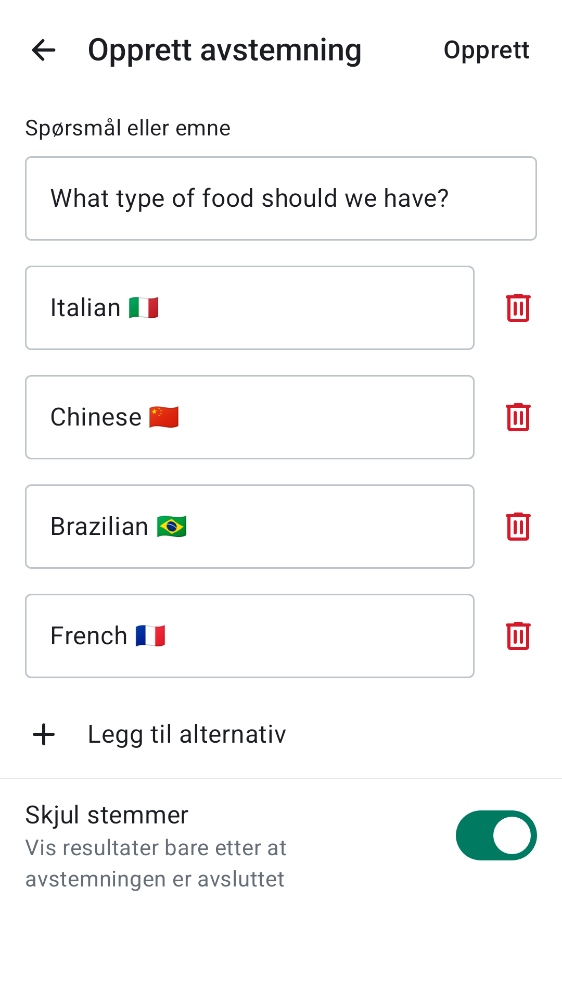 Opprett avstemning
Opprett
Spørsmål eller emne
What type of food should we have?
Italian 🇮🇹
Chinese 🇨🇳
Brazilian 🇧🇷
French 🇫🇷
Legg til alternativ
Skjul stemmer
Vis resultater bare etter at
avstemningen er avsluttet